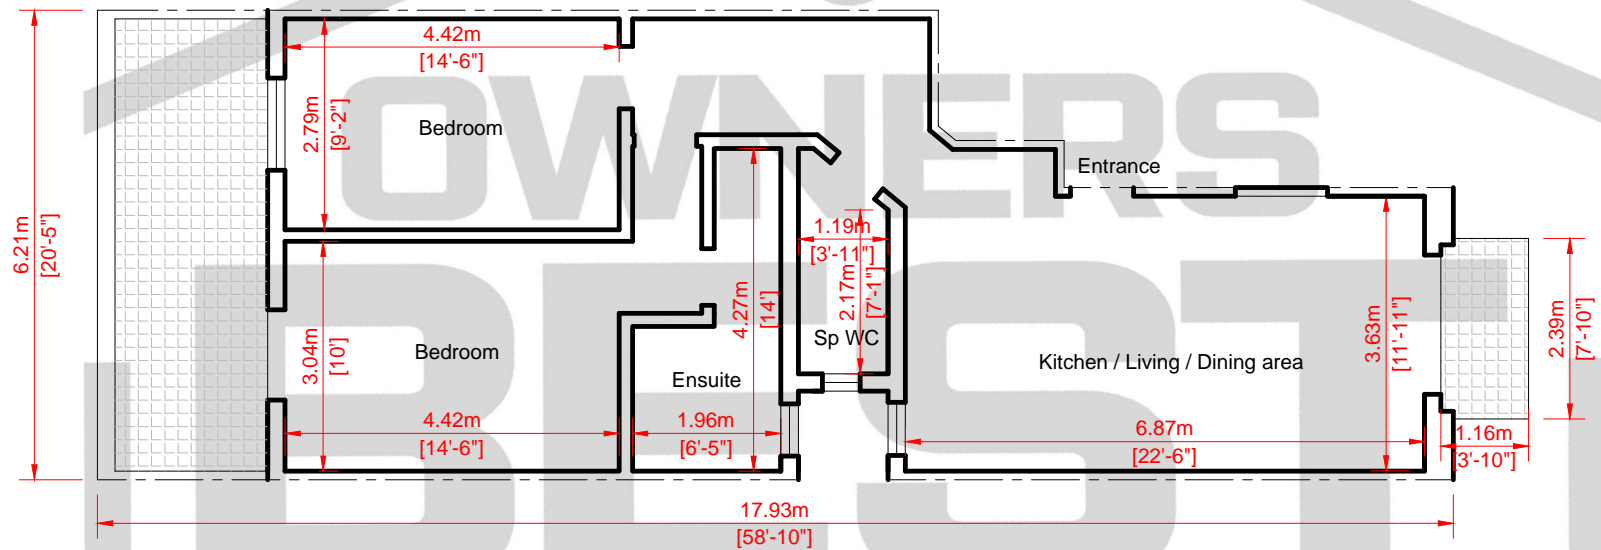 OWNERS
BEST
4.42m
[14'-6"]
2.79m
[9'-2"]
Bedroom
Entrance
6.21m
[20'-5"]
1.19m
[3'-11"]
2.17m
[7'-1"]
4.27m
[14']
Sp WC
3.04m
[10']
Bedroom
Ensuite
Kitchen / Living / Dining area
3.63m
[11'-11"]
2.39m
[7'-10"]
4.42m
[14'-6"]
1.96m
[6'-5"]
6.87m
[22'-6"]
1.16m
[3'-10"]
17.93m
[58'-10"]